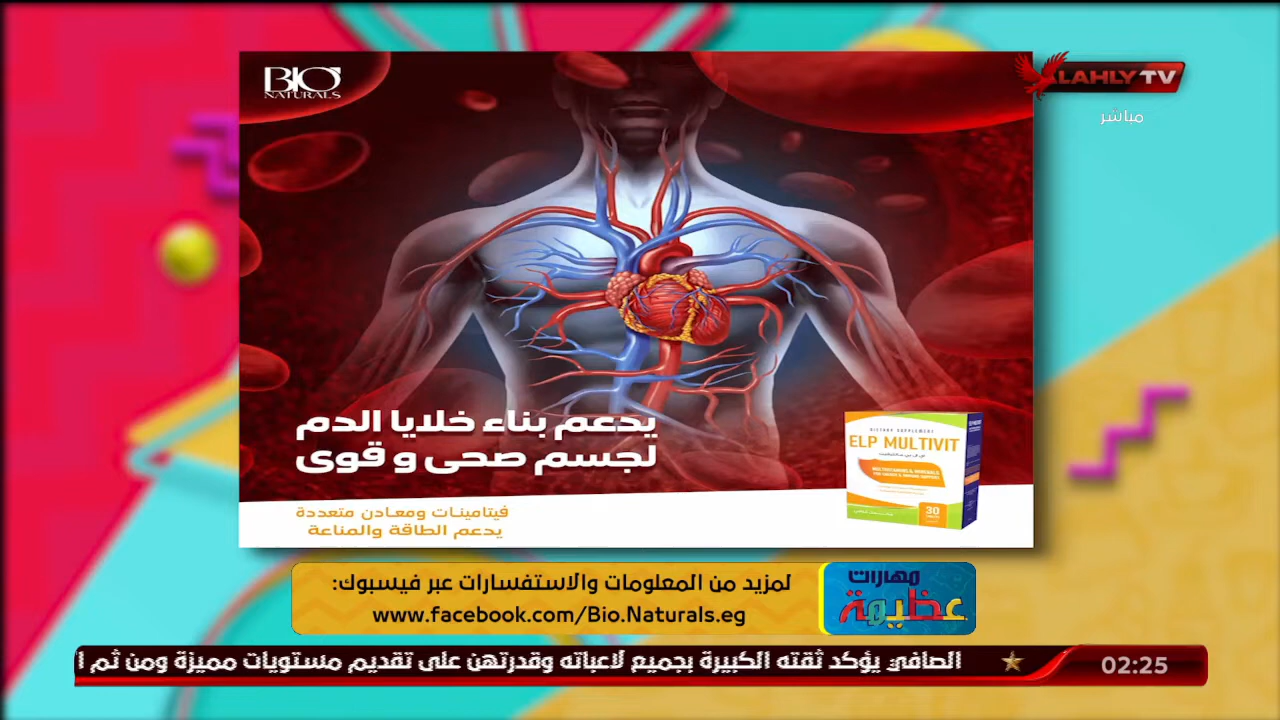 BIO
NATURALS
ALAHLY TV
مباشر
يدعم بناء خلايا الدم
لجسم صحى و قوى
DIETARY SUPPLEMENT
ELP MULTIVIT
30
فيتامينات ومعادن متعددة
يدعم الطاقة والمناعة
لمزيد من المعلومات والاستفسارات عبر فيسبوك:
www.facebook.com/Bio.Naturals.eg
مهارات
عظيمة
الصافي يؤكد ثقته الكبيرة بجميع لاعباته وقدرتهن على تقديم مستويات مميزة ومن ثم ا
02:25